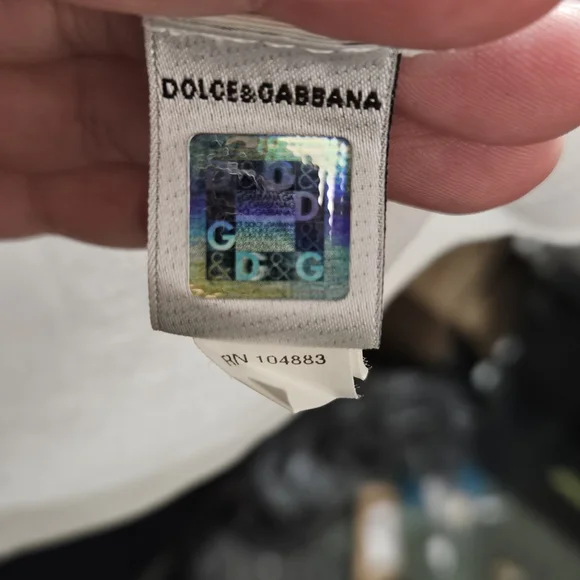 DOLCE&GABBANA
& D &
D
G
& D & G
RN 104883